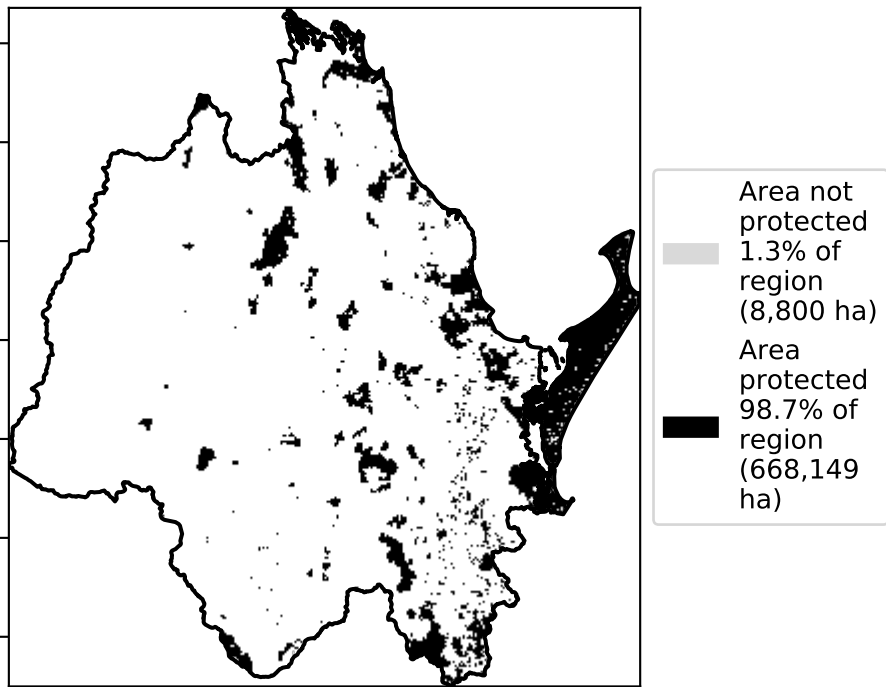 Area not
protected
1.3% of
region
(8,800 ha)
Area
protected
98.7% of
region
(668,149
ha)